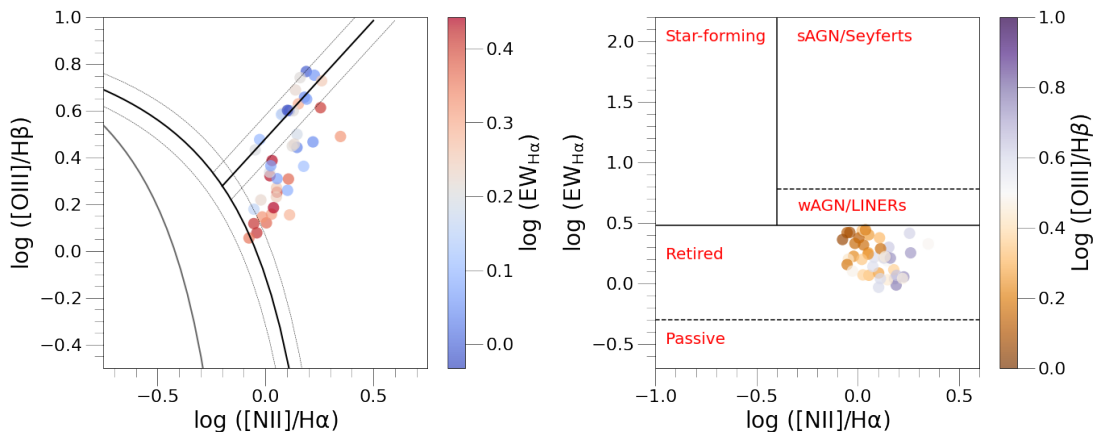 1.0
0.8
0.6
0.4
0.2
0.0
−0.2
−0.4
log ([OIII]/Hβ)
−0.5
0.0
0.5
log ([NII]/Hα)
0.4
0.3
0.2
0.1
0.0
log (EW_Hα)
2.0
1.5
1.0
0.5
0.0
−0.5
log (EW_Hα)
Star-forming
sAGN/Seyferts
wAGN/LINERs
Retired
Passive
−1.0
−0.5
0.0
0.5
log ([NII]/Hα)
1.0
0.8
0.6
0.4
0.2
0.0
Log ([OIII]/Hβ)